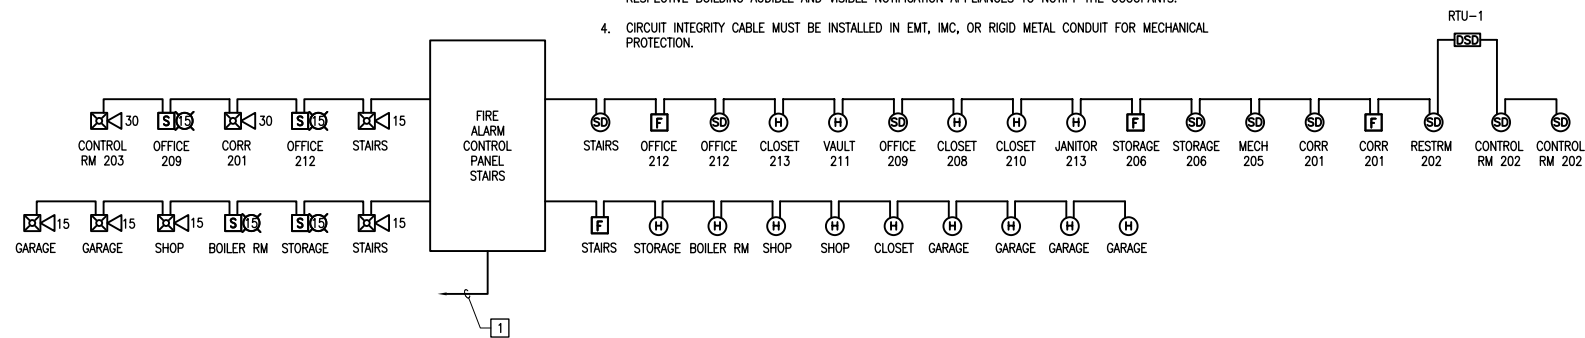 RESPECTIVE BUILDING AUDIBLE AND VISIBLE NOTIFICATION APPLIANCES TO NOTIFY THE OCCUPANTS.
4. CIRCUIT INTEGRITY CABLE MUST BE INSTALLED IN EMT, IMC, OR RIGID METAL CONDUIT FOR MECHANICAL
PROTECTION.
RTU-1
DSD
30 S 15 30 S 15 15
CONTROL RM 203
OFFICE 209
CORR 201
OFFICE 212
STAIRS
FIRE
ALARM
CONTROL
PANEL
STAIRS
SD F SD H H SD H H H F SD SD SD F SD SD SD
STAIRS
OFFICE 212
OFFICE 212
CLOSET 213
VAULT 211
OFFICE 209
CLOSET 208
CLOSET 210
JANITOR 213
STORAGE 206
STORAGE 206
MECH 205
CORR 201
CORR 201
RESTRM 202
CONTROL RM 202
CONTROL RM 202
15 15 15 S 15 S 15 15
GARAGE GARAGE SHOP BOILER RM STORAGE STAIRS
F H H H H H H H H H
STAIRS STORAGE BOILER RM SHOP SHOP CLOSET GARAGE GARAGE GARAGE GARAGE
1